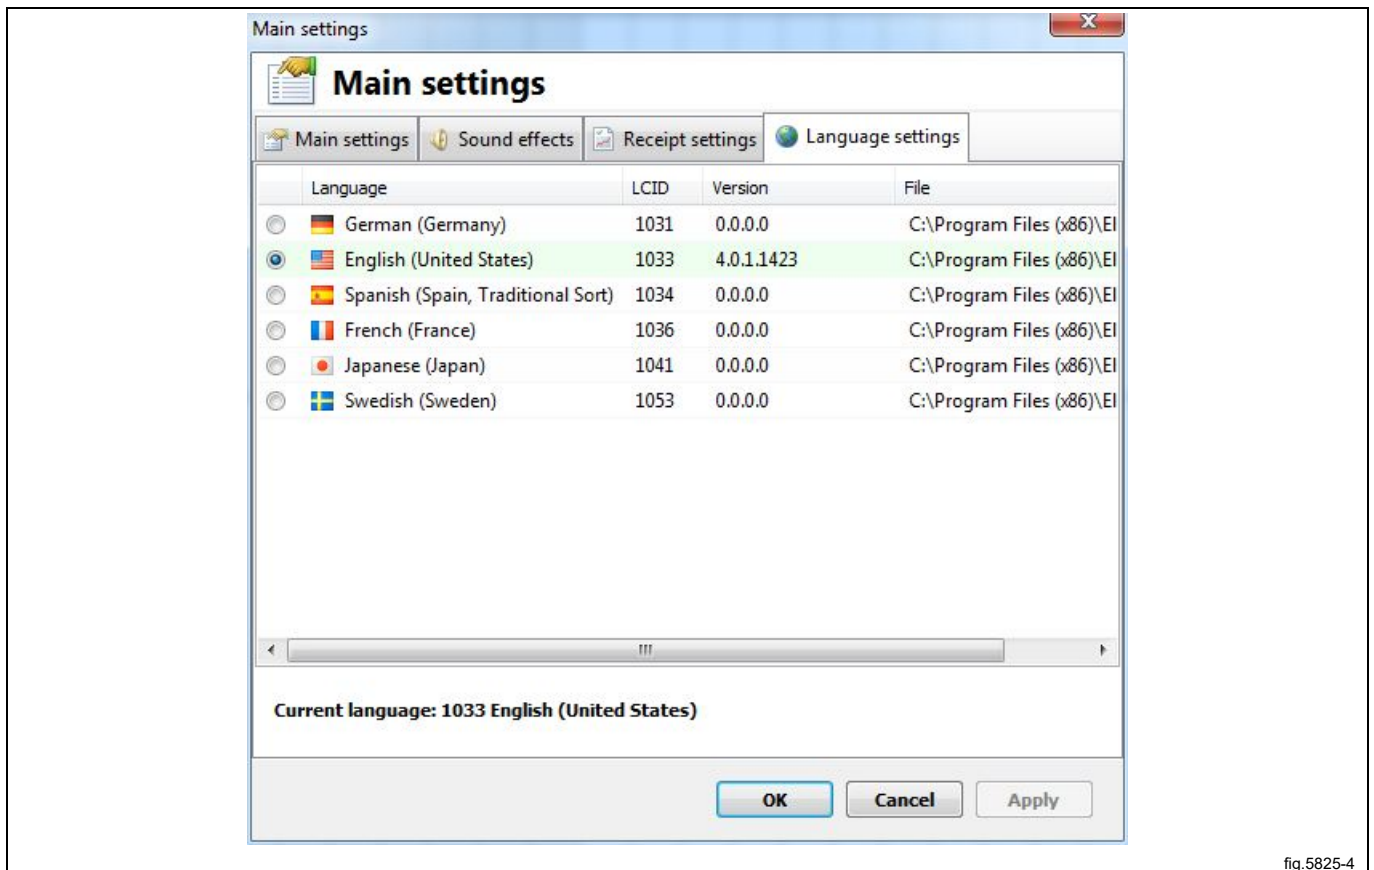 Main settings
Main settings
Main settings Sound effects Receipt settings Language settings
Language LCID Version File
German (Germany) 1031 0.0.0.0 C:\Program Files (x86)\El
English (United States) 1033 4.0.1.1423 C:\Program Files (x86)\El
Spanish (Spain, Traditional Sort) 1034 0.0.0.0 C:\Program Files (x86)\El
French (France) 1036 0.0.0.0 C:\Program Files (x86)\El
Japanese (Japan) 1041 0.0.0.0 C:\Program Files (x86)\El
Swedish (Sweden) 1053 0.0.0.0 C:\Program Files (x86)\El
Current language: 1033 English (United States)
OK Cancel Apply
fig.5825-4